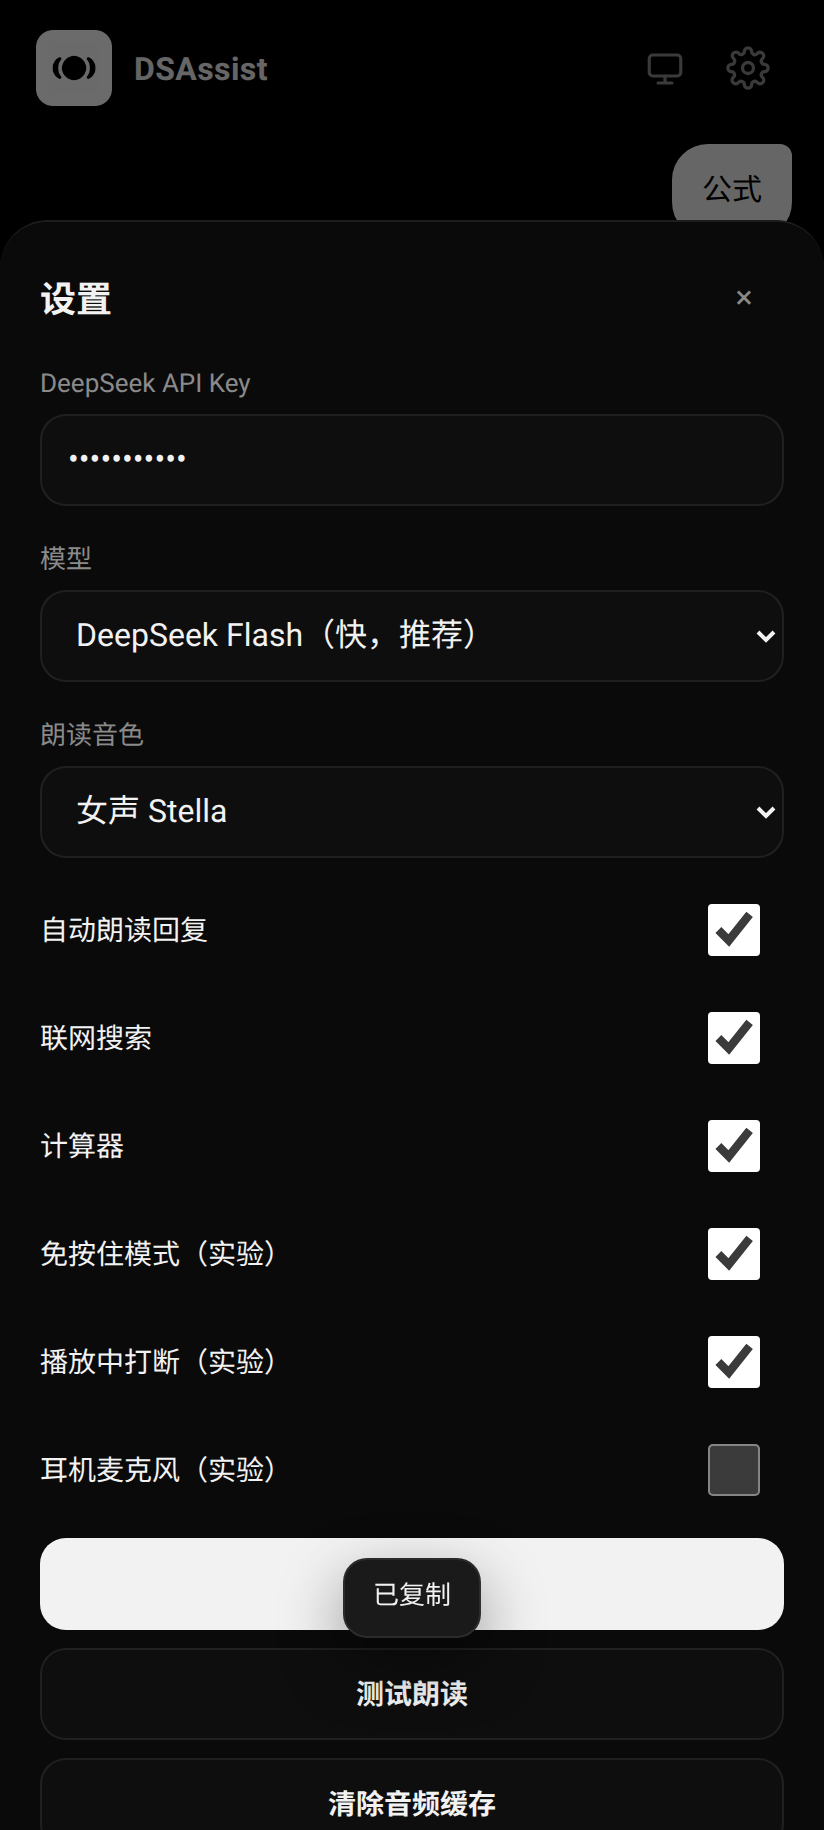 DSAssist
公式
设置
×
DeepSeek API Key
•••••••••••
模型
DeepSeek Flash（快，推荐）
朗读音色
女声 Stella
自动朗读回复
联网搜索
计算器
免按住模式（实验）
播放中打断（实验）
耳机麦克风（实验）
已复制
测试朗读
清除音频缓存